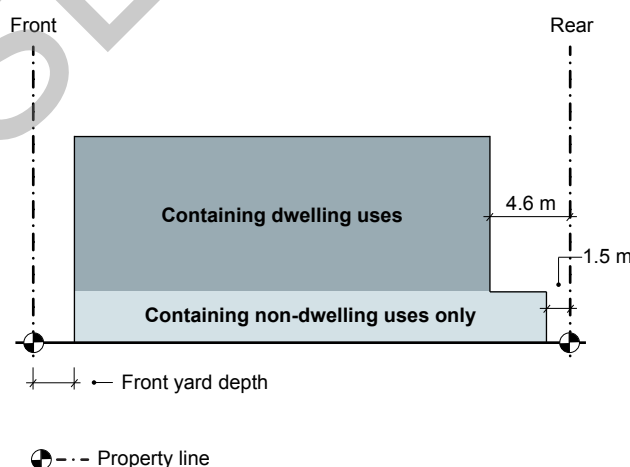 Front
Rear
Containing dwelling uses
4.6 m
1.5 m
Containing non-dwelling uses only
Front yard depth
Property line